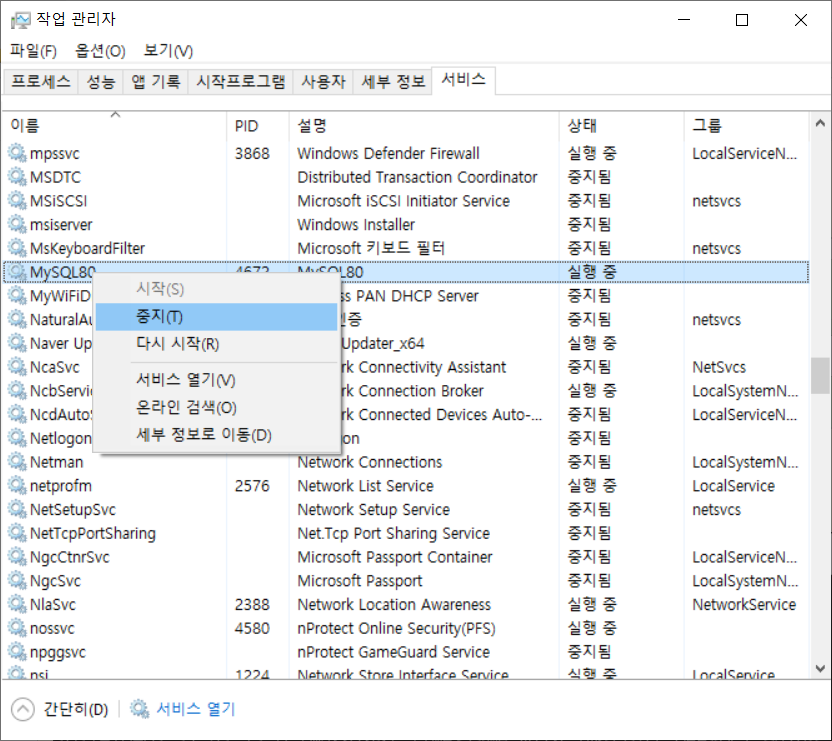 작업 관리자
파일(F) 옵션(O) 보기(V)
프로세스 성능 앱 기록 시작프로그램 사용자 세부 정보 서비스
이름 PID 설명 상태 그룹
mpssvc 3868 Windows Defender Firewall 실행 중 LocalServiceN...
MSDTC Distributed Transaction Coordinator 중지됨
MSiSCSI Microsoft iSCSI Initiator Service 중지됨 netsvcs
msiserver Windows Installer 중지됨
MsKeyboardFilter Microsoft 키보드 필터 중지됨 netsvcs
MySQL80 4672 MySQL80 실행 중
시작(S)
MyWiFiD ss PAN DHCP Server 중지됨
중지(T)
NaturalAu 인증 중지됨 netsvcs
다시 시작(R)
Naver Up Updater_x64 실행 중
NcaSvc rk Connectivity Assistant 중지됨 NetSvcs
서비스 열기(V)
NcbServic rk Connection Broker 실행 중 LocalSystemN...
온라인 검색(O)
NcdAutoS rk Connected Devices Auto-... 중지됨 LocalServiceN...
세부 정보로 이동(D)
Netlogon on 중지됨
Netman Network Connections 중지됨 LocalSystemN...
netprofm 2576 Network List Service 실행 중 LocalService
NetSetupSvc Network Setup Service 중지됨 netsvcs
NetTcpPortSharing Net.Tcp Port Sharing Service 중지됨
NgcCtnrSvc Microsoft Passport Container 중지됨 LocalServiceN...
NgcSvc Microsoft Passport 중지됨 LocalSystemN...
NlaSvc 2388 Network Location Awareness 실행 중 NetworkService
nossvc 4580 nProtect Online Security(PFS) 실행 중
npggsvc nProtect GameGuard Service 중지됨
nsi 1224 Network Store Interface Service 실행 중 LocalService
간단히(D) 서비스 열기